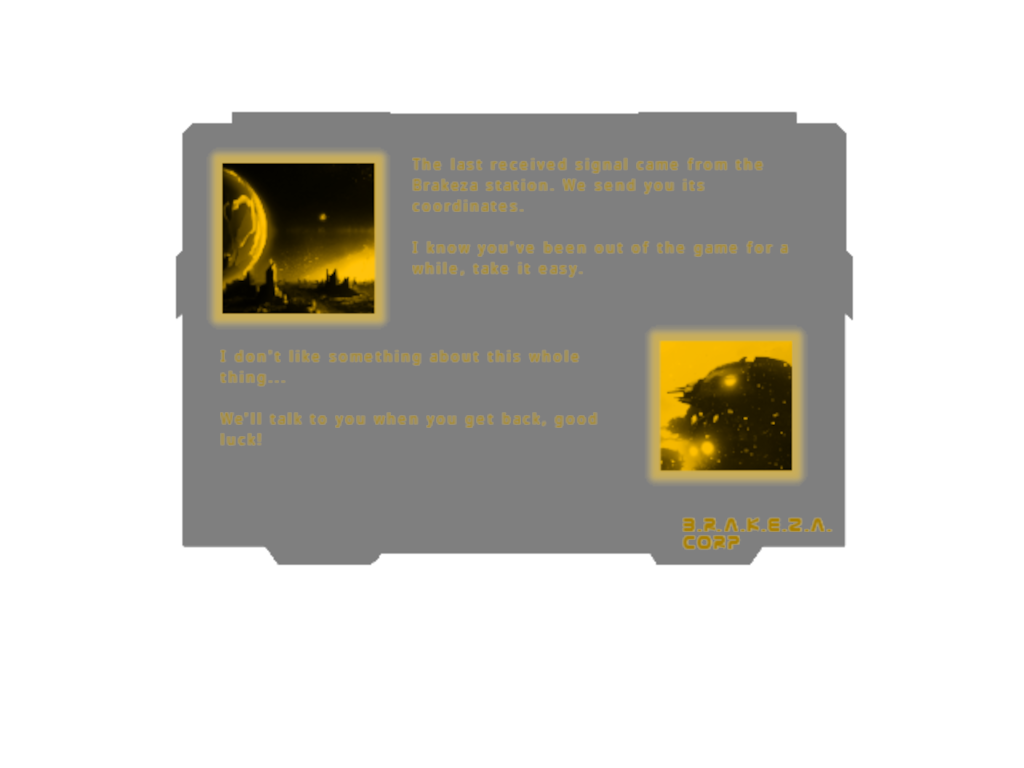 The last received signal came from the
Brakeza station. We send you its
coordinates.
I know you've been out of the game for a
while, take it easy.
I don't like something about this whole
thing...
We'll talk to you when you get back, good
luck!
B.R.A.K.E.Z.A.
CORP